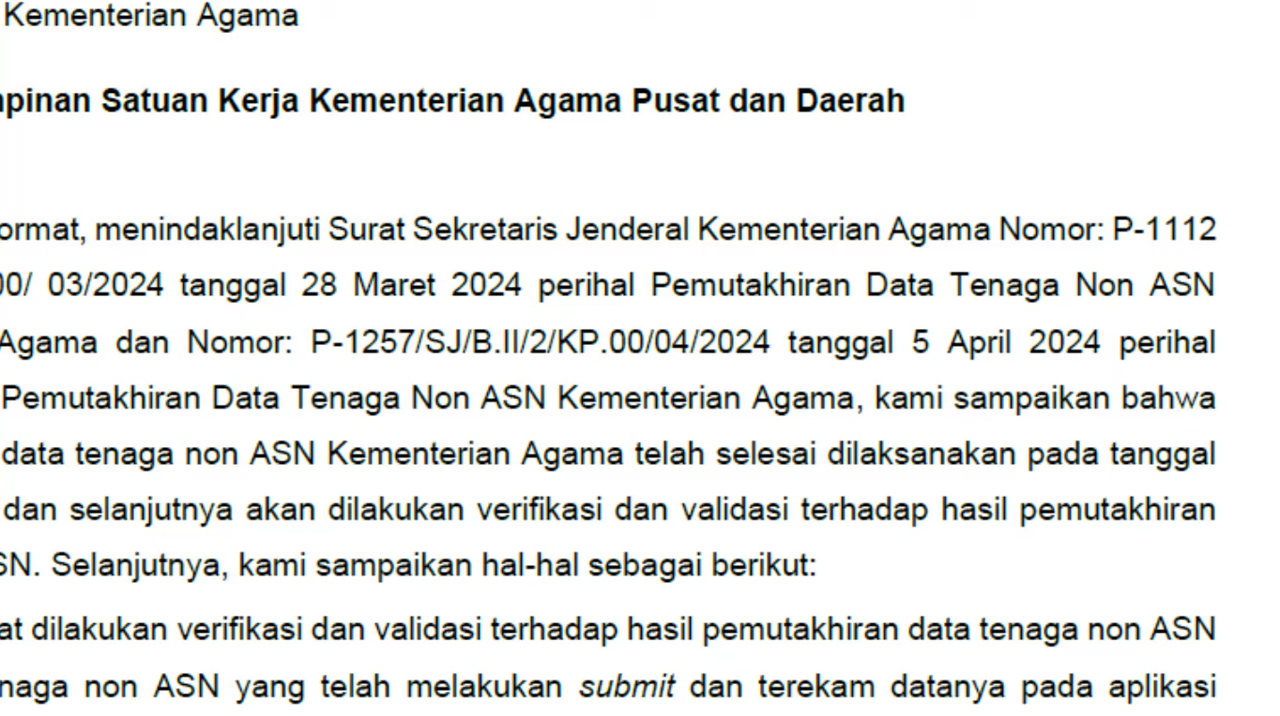 Kementerian Agama
pinan Satuan Kerja Kementerian Agama Pusat dan Daerah
ormat, menindaklanjuti Surat Sekretaris Jenderal Kementerian Agama Nomor: P-1112
00/ 03/2024 tanggal 28 Maret 2024 perihal Pemutakhiran Data Tenaga Non ASN
Agama dan Nomor: P-1257/SJ/B.II/2/KP.00/04/2024 tanggal 5 April 2024 perihal
Pemutakhiran Data Tenaga Non ASN Kementerian Agama, kami sampaikan bahwa
data tenaga non ASN Kementerian Agama telah selesai dilaksanakan pada tanggal
dan selanjutnya akan dilakukan verifikasi dan validasi terhadap hasil pemutakhiran
SN. Selanjutnya, kami sampaikan hal-hal sebagai berikut:
at dilakukan verifikasi dan validasi terhadap hasil pemutakhiran data tenaga non ASN
naga non ASN yang telah melakukan submit dan terekam datanya pada aplikasi